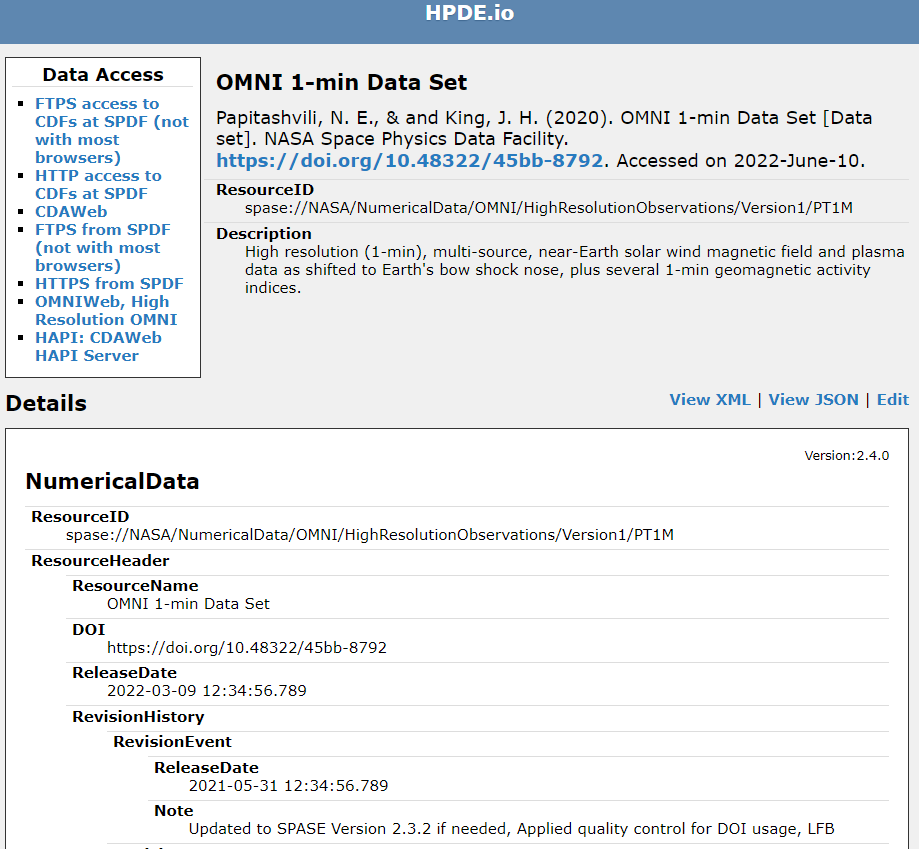 HPDE.io
Data Access
FTPS access to
CDFs at SPDF (not
with most
browsers)
HTTP access to
CDFs at SPDF
CDAWeb
FTPS from SPDF
(not with most
browsers)
HTTPS from SPDF
OMNIWeb, High
Resolution OMNI
HAPI: CDAWeb
HAPI Server
OMNI 1-min Data Set
Papitashvili, N. E., & and King, J. H. (2020). OMNI 1-min Data Set [Data
set]. NASA Space Physics Data Facility.
https://doi.org/10.48322/45bb-8792. Accessed on 2022-June-10.
ResourceID
spase://NASA/NumericalData/OMNI/HighResolutionObservations/Version1/PT1M
Description
High resolution (1-min), multi-source, near-Earth solar wind magnetic field and plasma
data as shifted to Earth's bow shock nose, plus several 1-min geomagnetic activity
indices.
Details
View XML | View JSON | Edit
Version:2.4.0
NumericalData
ResourceID
spase://NASA/NumericalData/OMNI/HighResolutionObservations/Version1/PT1M
ResourceHeader
ResourceName
OMNI 1-min Data Set
DOI
https://doi.org/10.48322/45bb-8792
ReleaseDate
2022-03-09 12:34:56.789
RevisionHistory
RevisionEvent
ReleaseDate
2021-05-31 12:34:56.789
Note
Updated to SPASE Version 2.3.2 if needed, Applied quality control for DOI usage, LFB